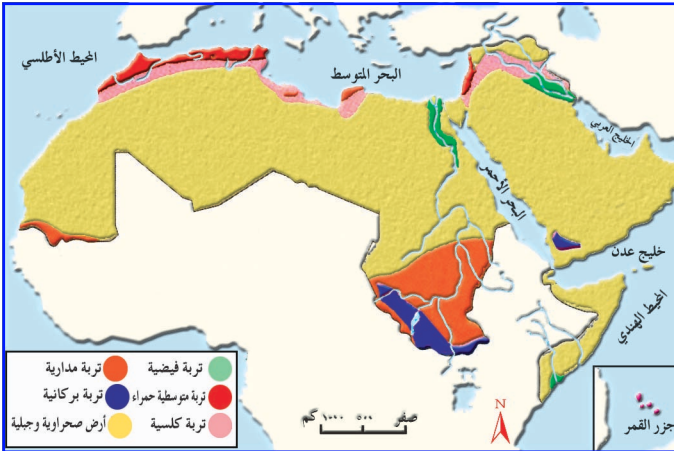 المحيط الأطلسي
البحر المتوسط
الخليج العربي
البحر الأحمر
خليج عدن
المحيط الهندي
تربة فيضية
تربة مدارية
تربة متوسطية حمراء
تربة بركانية
تربة كلسية
أرض صحراوية وجبلية
صفر ٥٠٠ ١٠٠٠ كم
N
جزر القمر